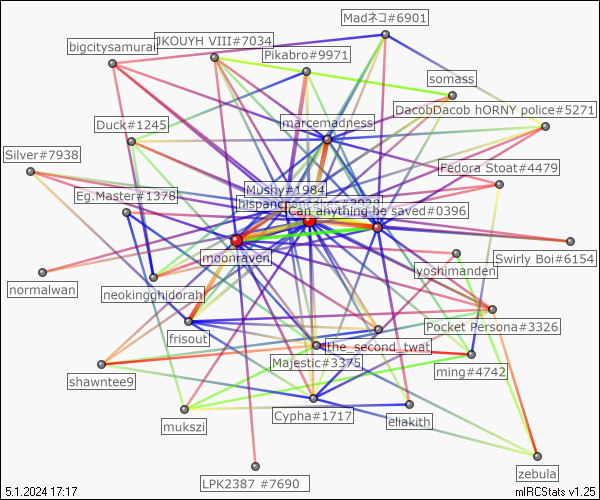 Madネコ#6901
bigcitysamurai
JKOUYH VIII#7034
Pikabro#9971
somass
DacobDacob hORNY police#5271
marcemadness
Duck#1245
Silver#7938
Fedora Stoat#4479
Mushy#1984
Eg.Master#1378
Can anything be saved#0396
moonraven
Swirly Boi#6154
yoshimanden
normalwan
neokingghidorah
Pocket Persona#3326
frisout
the_second_twat
Majestic#3375
ming#4742
shawntee9
Cypha#1717
eliakith
mukszi
zebula
LPK2387 #7690
5.1.2024 17:17
mIRCStats v1.25